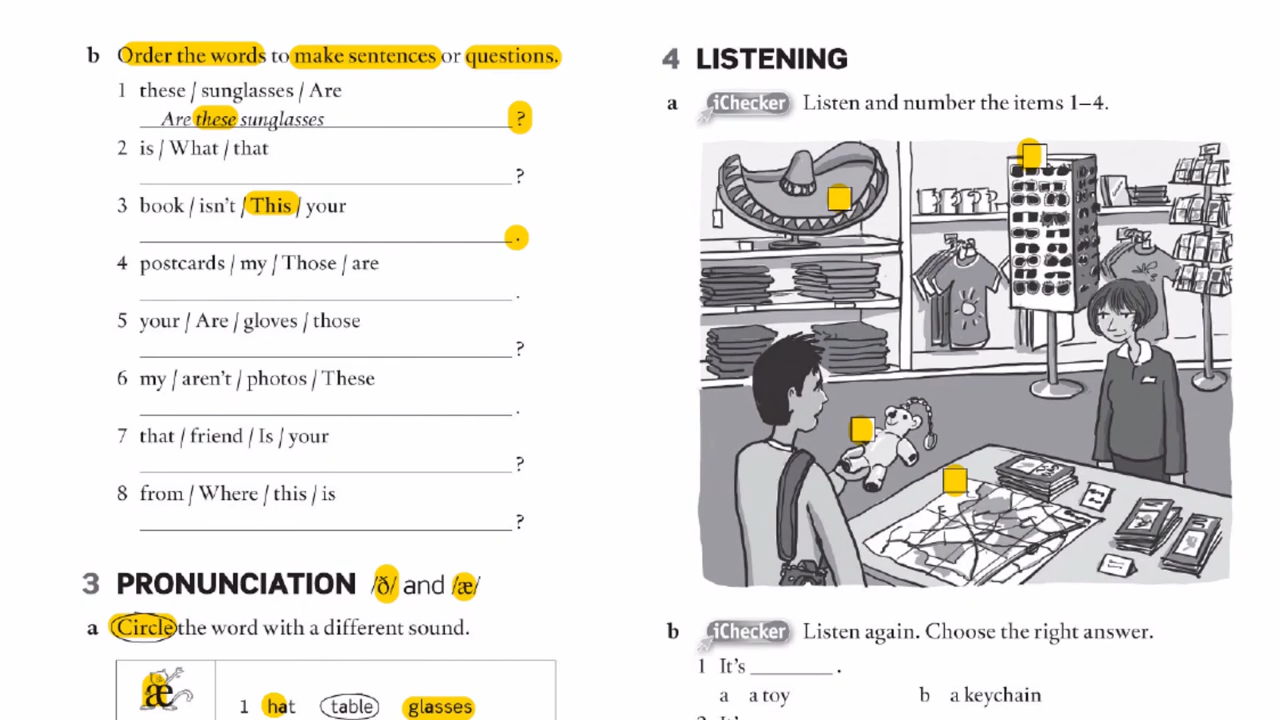 b Order the words to make sentences or questions.
1 these / sunglasses / Are
Are these sunglasses ?
2 is / What / that
?
3 book / isn't / This / your
.
4 postcards / my / Those / are
.
5 your / Are / gloves / those
?
6 my / aren't / photos / These
.
7 that / friend / Is / your
?
8 from / Where / this / is
?
3 PRONUNCIATION /ð/ and /æ/
a Circle the word with a different sound.
æ
1 hat table glasses
4 LISTENING
a iChecker Listen and number the items 1–4.
b iChecker Listen again. Choose the right answer.
1 It's ________ .
a a toy b a keychain